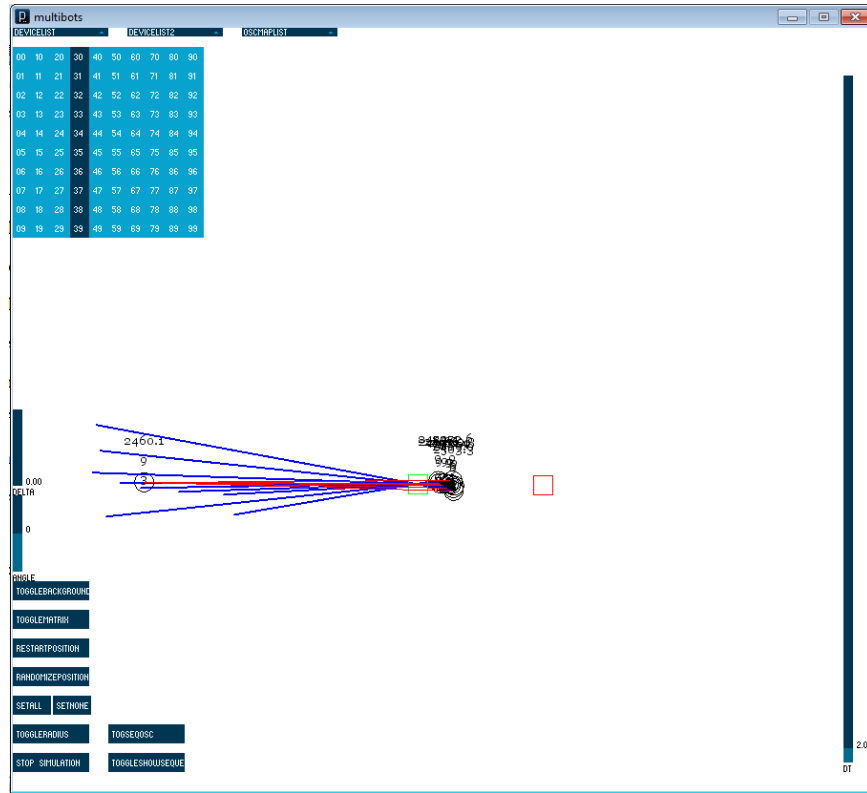 multibots
DEVICELIST DEVICELIST2 OSCMAPLIST
00 10 20 30 40 50 60 70 80 90
01 11 21 31 41 51 61 71 81 91
02 12 22 32 42 52 62 72 82 92
03 13 23 33 43 53 63 73 83 93
04 14 24 34 44 54 64 74 84 94
05 15 25 35 45 55 65 75 85 95
06 16 26 36 46 56 66 76 86 96
07 17 27 37 47 57 67 77 87 97
08 18 28 38 48 58 68 78 88 98
09 19 29 39 49 59 69 79 89 99
2460.1
9
3
0.00
DELTA
0
ANGLE
TOGGLEBACKGROUND
TOGGLEMATRIX
RESTARTPOSITION
RANDOMIZEPOSITION
SETALL SETNONE
TOGGLERADIUS TOGSEQOSC
STOP SIMULATION TOGGLESHOWSEQUE
2.0
DT